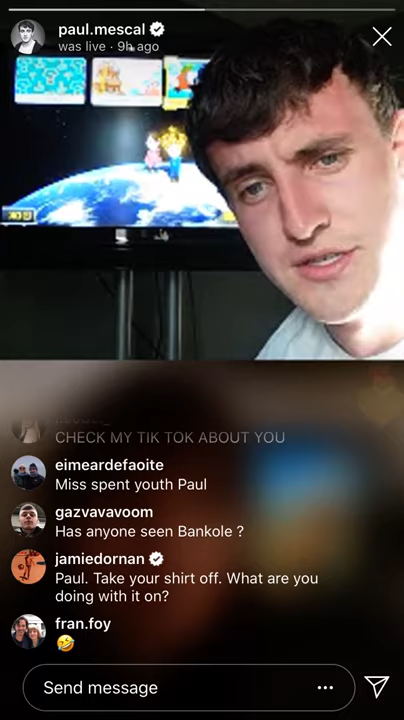 paul.mescal
was live · 9h ago
CHECK MY TIK TOK ABOUT YOU
eimeardefaoite
Miss spent youth Paul
gazvavavoom
Has anyone seen Bankole ?
jamiedornan
Paul. Take your shirt off. What are you
doing with it on?
fran.foy
🤣
Send message